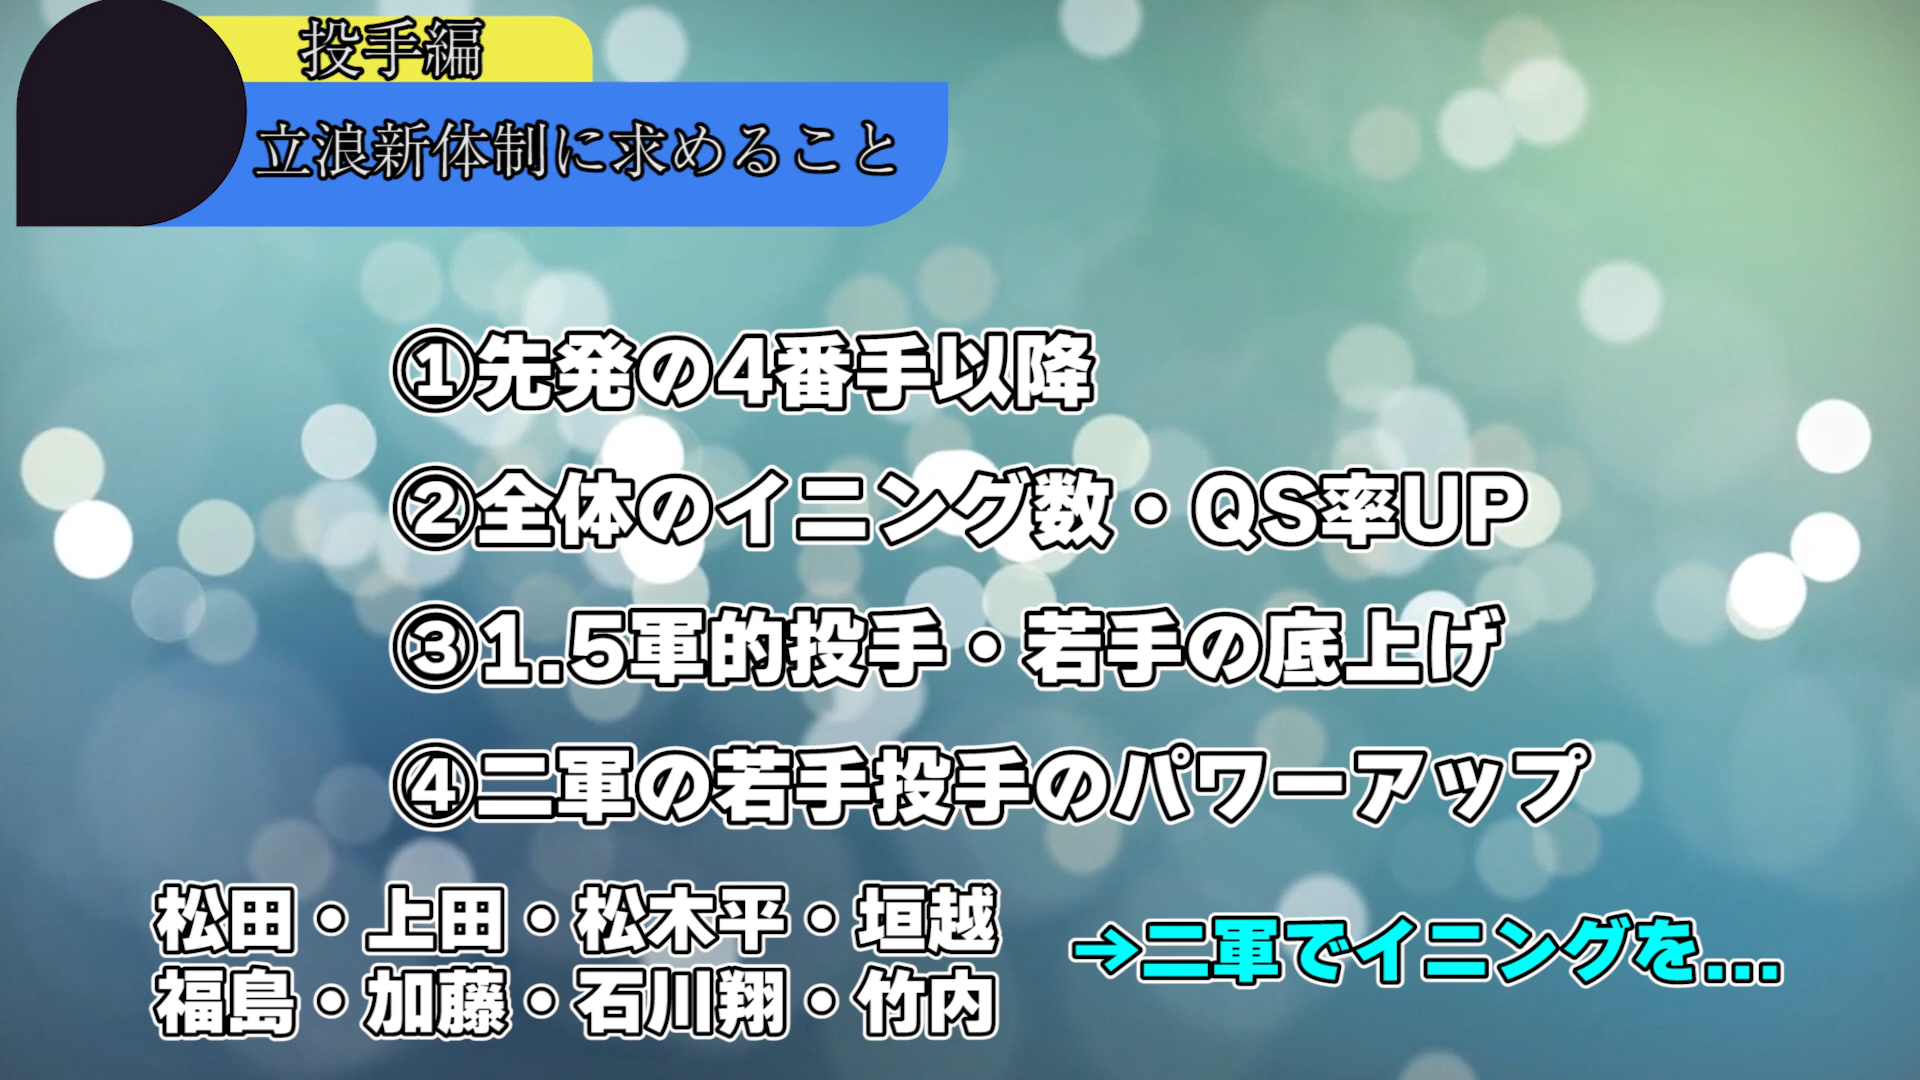 投手編
立浪新体制に求めること
①先発の4番手以降
②全体のイニング数・QS率UP
③1.5軍的投手・若手の底上げ
④二軍の若手投手のパワーアップ
松田・上田・松木平・垣越
福島・加藤・石川翔・竹内
→二軍でイニングを...